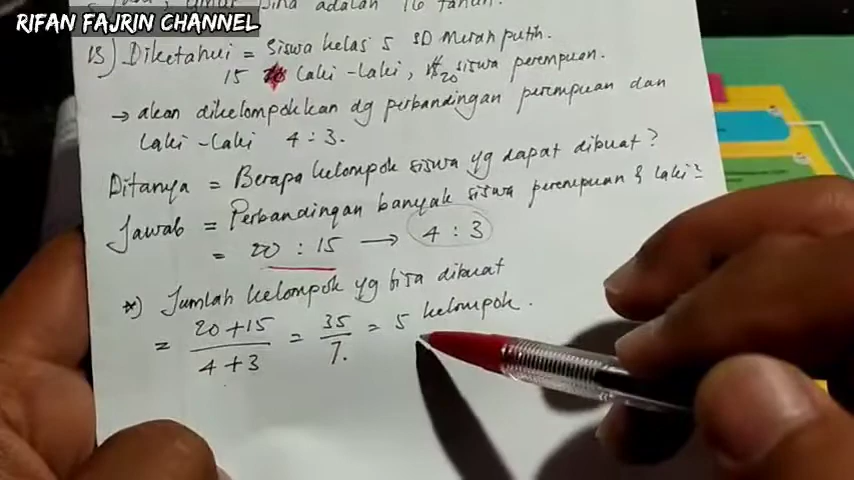 RIFAN FAJRIN CHANNEL
umur Dina adalah 16 tahun.
13) Diketahui = Siswa kelas 5 SD Merah putih.
15 Laki-Laki, 20 siswa perempuan.
→ akan dikelompokkan dg perbandingan perempuan dan
Laki-Laki 4 : 3.
Ditanya = Berapa kelompok siswa yg dapat dibuat?
Jawab = Perbandingan banyak siswa perempuan & laki²
= 20 : 15 → 4 : 3
*) Jumlah kelompok yg bisa dibuat
= 20+15 / 4+3 = 35 / 7. = 5 kelompok.